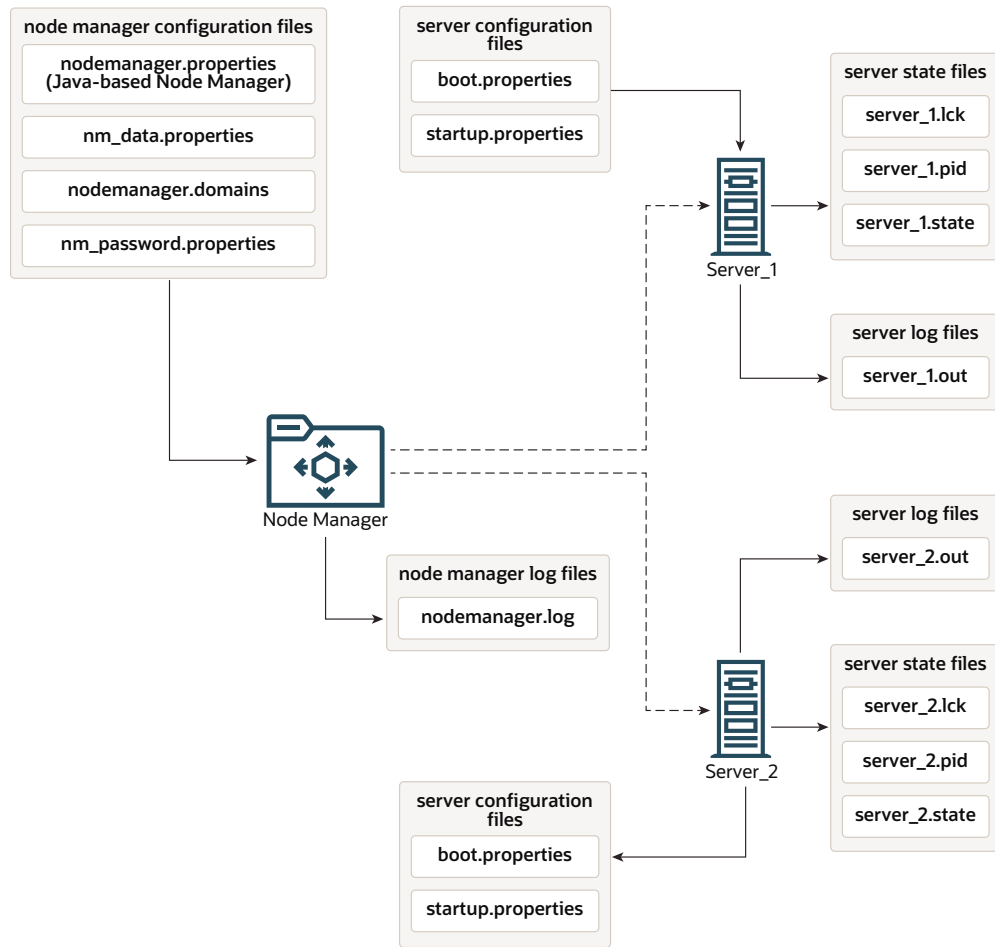 node manager configuration files
nodemanager.properties
(Java-based Node Manager)
nm_data.properties
nodemanager.domains
nm_password.properties
server configuration
files
boot.properties
startup.properties
server state files
server_1.lck
server_1.pid
server_1.state
Server_1
server log files
server_1.out
Node Manager
node manager log files
nodemanager.log
server log files
server_2.out
server state files
server_2.lck
server_2.pid
server_2.state
Server_2
server configuration
files
boot.properties
startup.properties